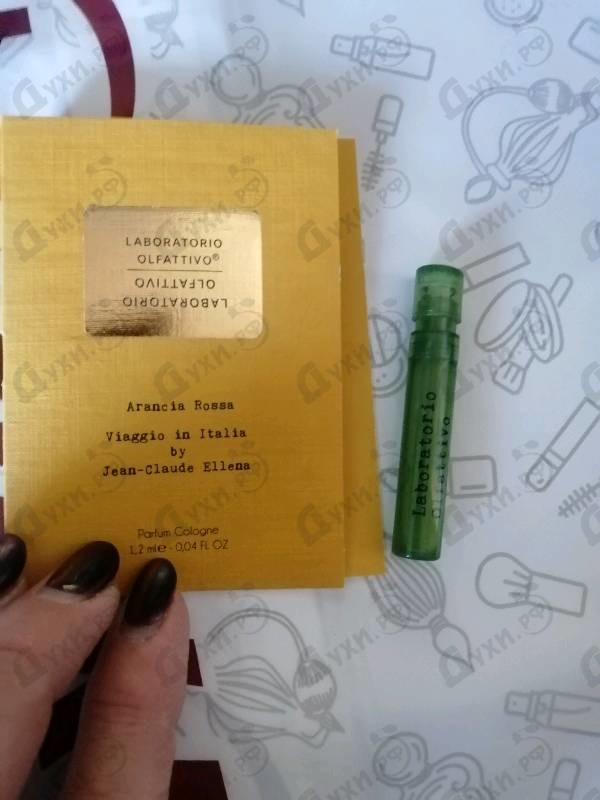 LABORATORIO
OLFATTIVO®
LABORATORIO
OLFATTIVO
Arancia Rossa
Viaggio in Italia
by
Jean-Claude Ellena
Parfum Cologne
1,2 ml℮ - 0,04 FL OZ
Laboratorio
Olfattivo
Духи.рф